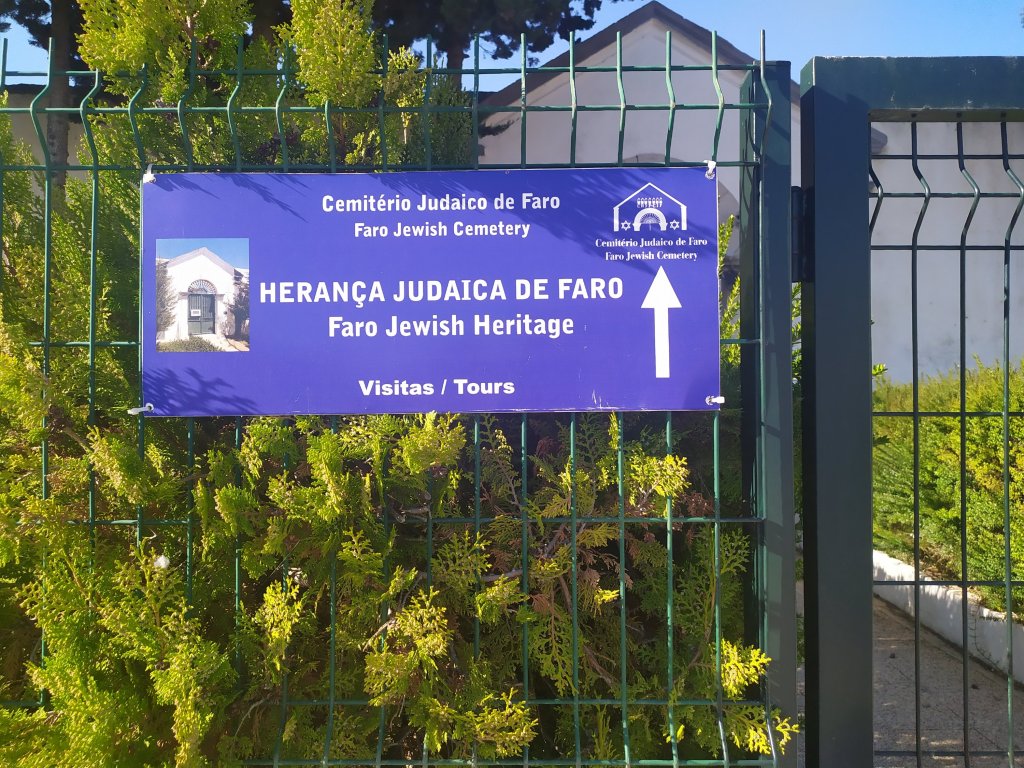 Cemitério Judaico de Faro
Faro Jewish Cemetery
Cemitério Judaico de Faro
Faro Jewish Cemetery
HERANÇA JUDAICA DE FARO
Faro Jewish Heritage
Visitas / Tours